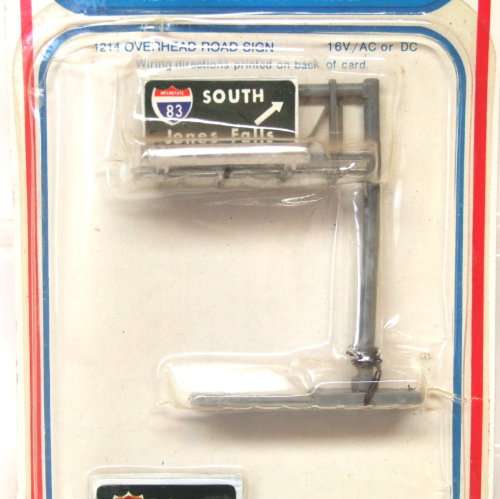 1214 OVERHEAD ROAD SIGN 16V/AC or DC
Wiring directions printed on back of card.
INTERSTATE
83
SOUTH
Jones Falls